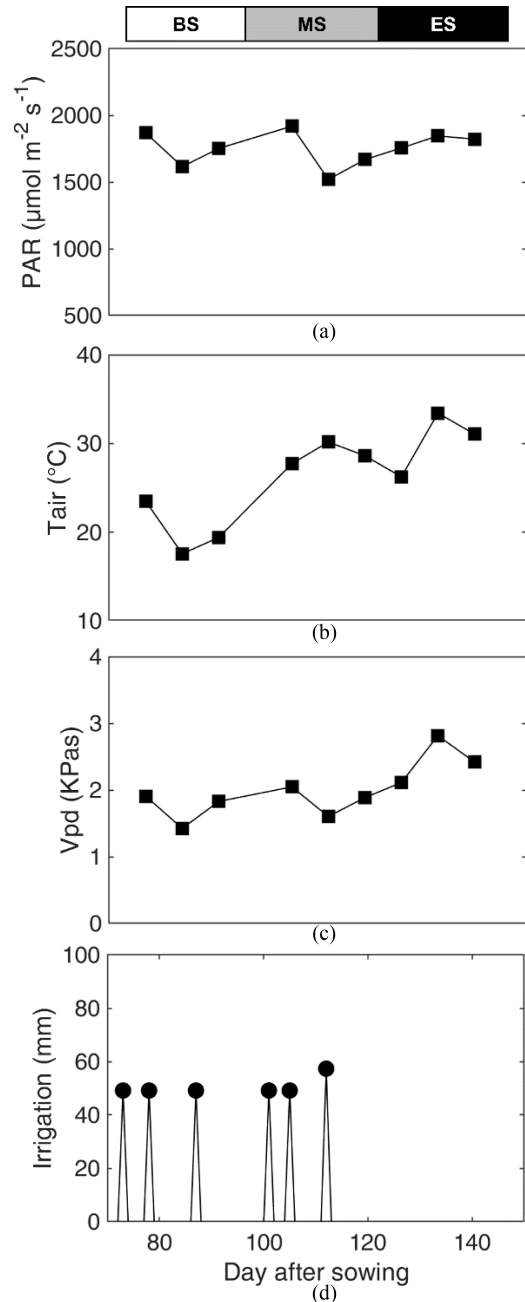 BS MS ES
2500
2000
1500
1000
500
PAR (µmol m⁻² s⁻¹)
(a)
40
30
20
10
Tair (°C)
(b)
4
3
2
1
0
Vpd (KPas)
(c)
100
80
60
40
20
0
Irrigation (mm)
80 100 120 140
Day after sowing
(d)